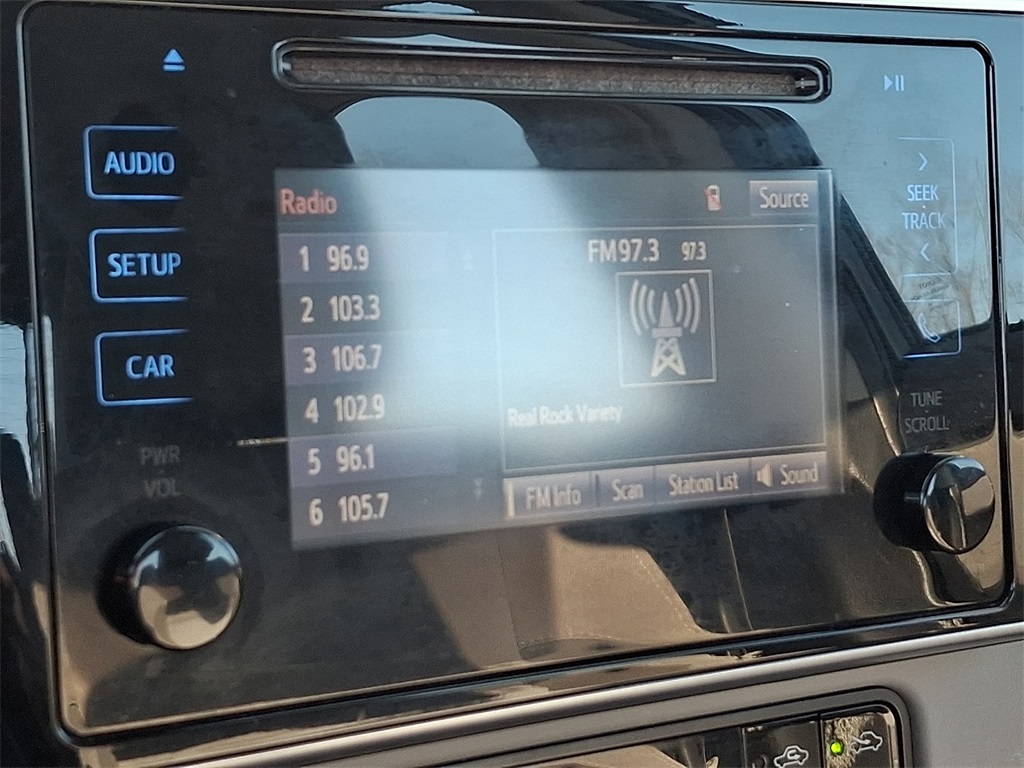 AUDIO
SETUP
CAR
PWR
VOL
Radio
Source
1 96.9
2 103.3
3 106.7
4 102.9
5 96.1
6 105.7
FM97.3 97.3
Real Rock Variety
FM Info
Scan
Station List
Sound
>
SEEK
TRACK
<
TUNE
SCROLL